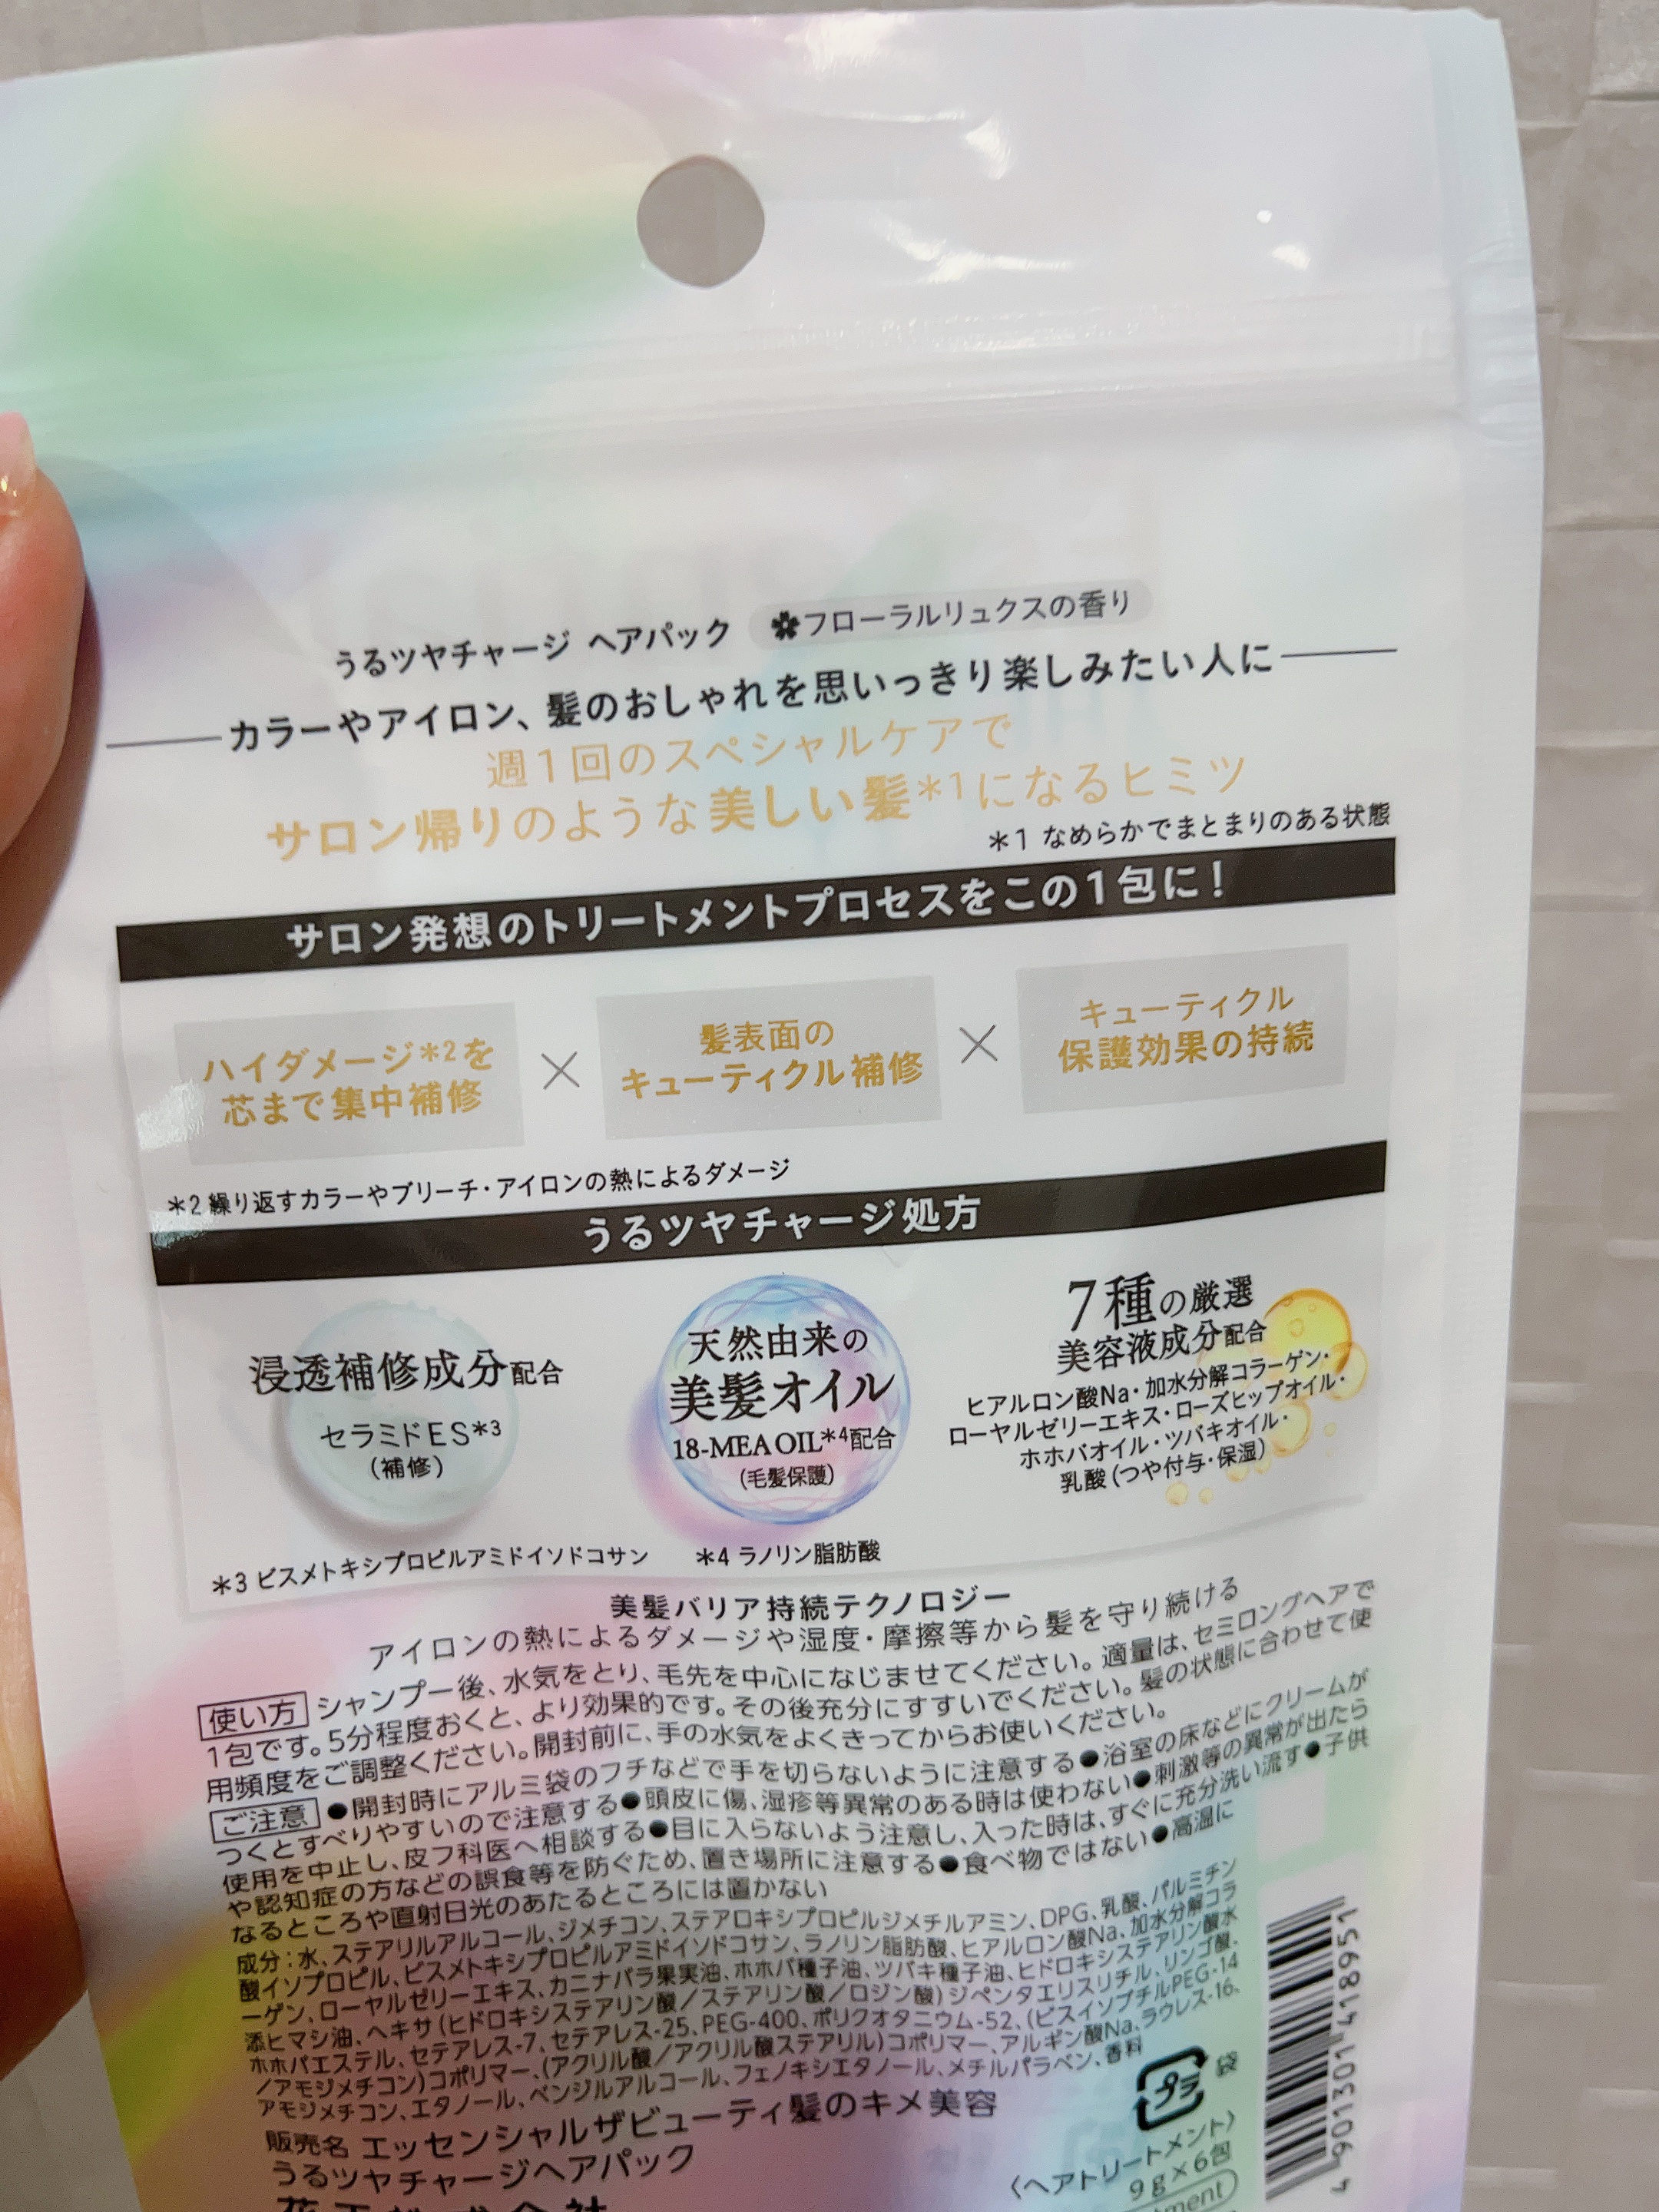 うるツヤチャージ ヘアパック ✿フローラルリュクスの香り
カラーやアイロン、髪のおしゃれを思いっきり楽しみたい人に
週1回のスペシャルケアで
サロン帰りのような美しい髪*1になるヒミツ
*1 なめらかでまとまりのある状態
サロン発想のトリートメントプロセスをこの1包に!
ハイダメージ*2を
芯まで集中補修
×
髪表面の
キューティクル補修
×
キューティクル
保護効果の持続
*2 繰り返すカラーやブリーチ・アイロンの熱によるダメージ
うるツヤチャージ処方
浸透補修成分配合
セラミドES*3
(補修)
天然由来の
美髪オイル
18-MEA OIL*4配合
(毛髪保護)
7種の厳選
美容液成分配合
ヒアルロン酸Na・加水分解コラーゲン・
ローヤルゼリーエキス・ローズヒップオイル・
ホホバオイル・ツバキオイル・
乳酸(つや付与・保湿)
*3 ビスメトキシプロピルアミドイソドコサン *4 ラノリン脂肪酸
美髪バリア持続テクノロジー
アイロンの熱によるダメージや湿度・摩擦等から髪を守り続ける
使い方 シャンプー後、水気をとり、毛先を中心になじませてください。適量は、セミロングヘアで
1包です。5分程度おくと、より効果的です。その後充分にすすいでください。髪の状態に合わせて使
用頻度をご調整ください。開封前に、手の水気をよくきってからお使いください。
ご注意 ●開封時にアルミ袋のフチなどで手を切らないように注意する●浴室の床などにクリームが
つくとすべりやすいので注意する●頭皮に傷、湿疹等異常のある時は使わない●刺激等の異常が出たら
使用を中止し、皮フ科医へ相談する●目に入らないよう注意し、入った時は、すぐに充分洗い流す●子供
や認知症の方などの誤食等を防ぐため、置き場所に注意する●食べ物ではない●高温に
なるところや直射日光のあたるところには置かない
成分:水、ステアリルアルコール、ジメチコン、ステアロキシプロピルジメチルアミン、DPG、乳酸、パルミチン
酸イソプロピル、ビスメトキシプロピルアミドイソドコサン、ラノリン脂肪酸、ヒアルロン酸Na、加水分解コラ
ーゲン、ローヤルゼリーエキス、カニナバラ果実油、ホホバ種子油、ツバキ種子油、ヒドロキシステアリン酸水
添ヒマシ油、ヘキサ(ヒドロキシステアリン酸/ステアリン酸/ロジン酸)ジペンタエリスリチル、リンゴ酸、
ホホバエステル、セテアレス-7、セテアレス-25、PEG-400、ポリクオタニウム-52、(ビスイソブチルPEG-14
/アモジメチコン)コポリマー、(アクリル酸/アクリル酸ステアリル)コポリマー、アルギン酸Na、ラウレス-16、
アモジメチコン、エタノール、ベンジルアルコール、フェノキシエタノール、メチルパラベン、香料
販売名 エッセンシャルザビューティ髪のキメ美容
うるツヤチャージヘアパック
プラ 袋
〈ヘアトリートメント〉
9g×6包
4 901301 418951